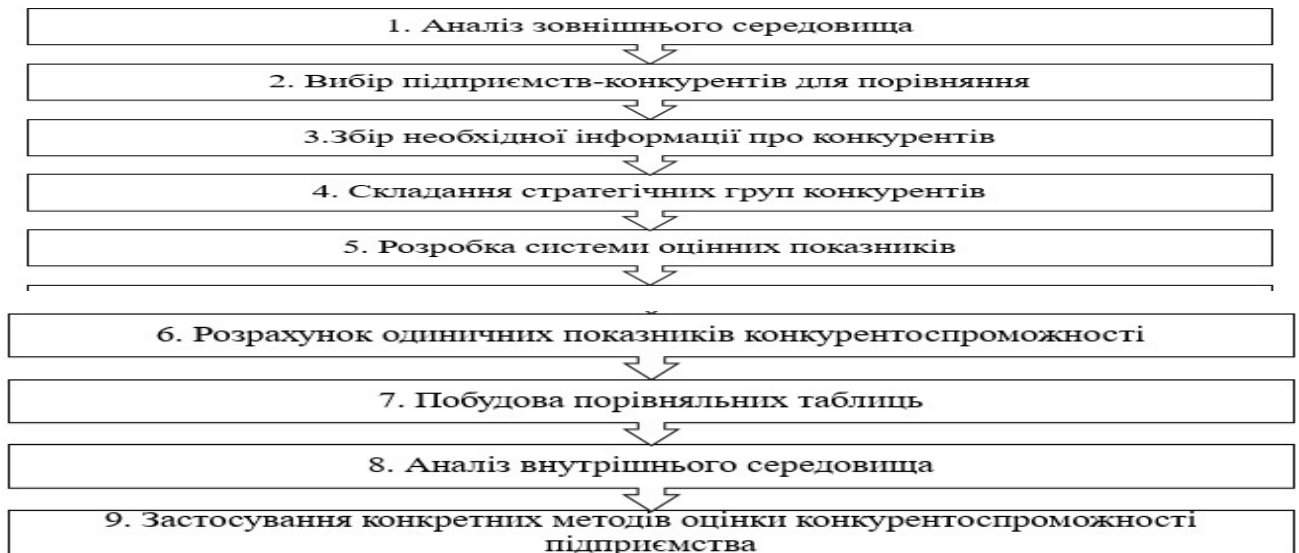 1. Аналіз зовнішнього середовища
2. Вибір підприємств-конкурентів для порівняння
3.Збір необхідної інформації про конкурентів
4. Складання стратегічних груп конкурентів
5. Розробка системи оцінних показників
6. Розрахунок одиничних показників конкурентоспроможності
7. Побудова порівняльних таблиць
8. Аналіз внутрішнього середовища
9. Застосування конкретних методів оцінки конкурентоспроможності
підприємства